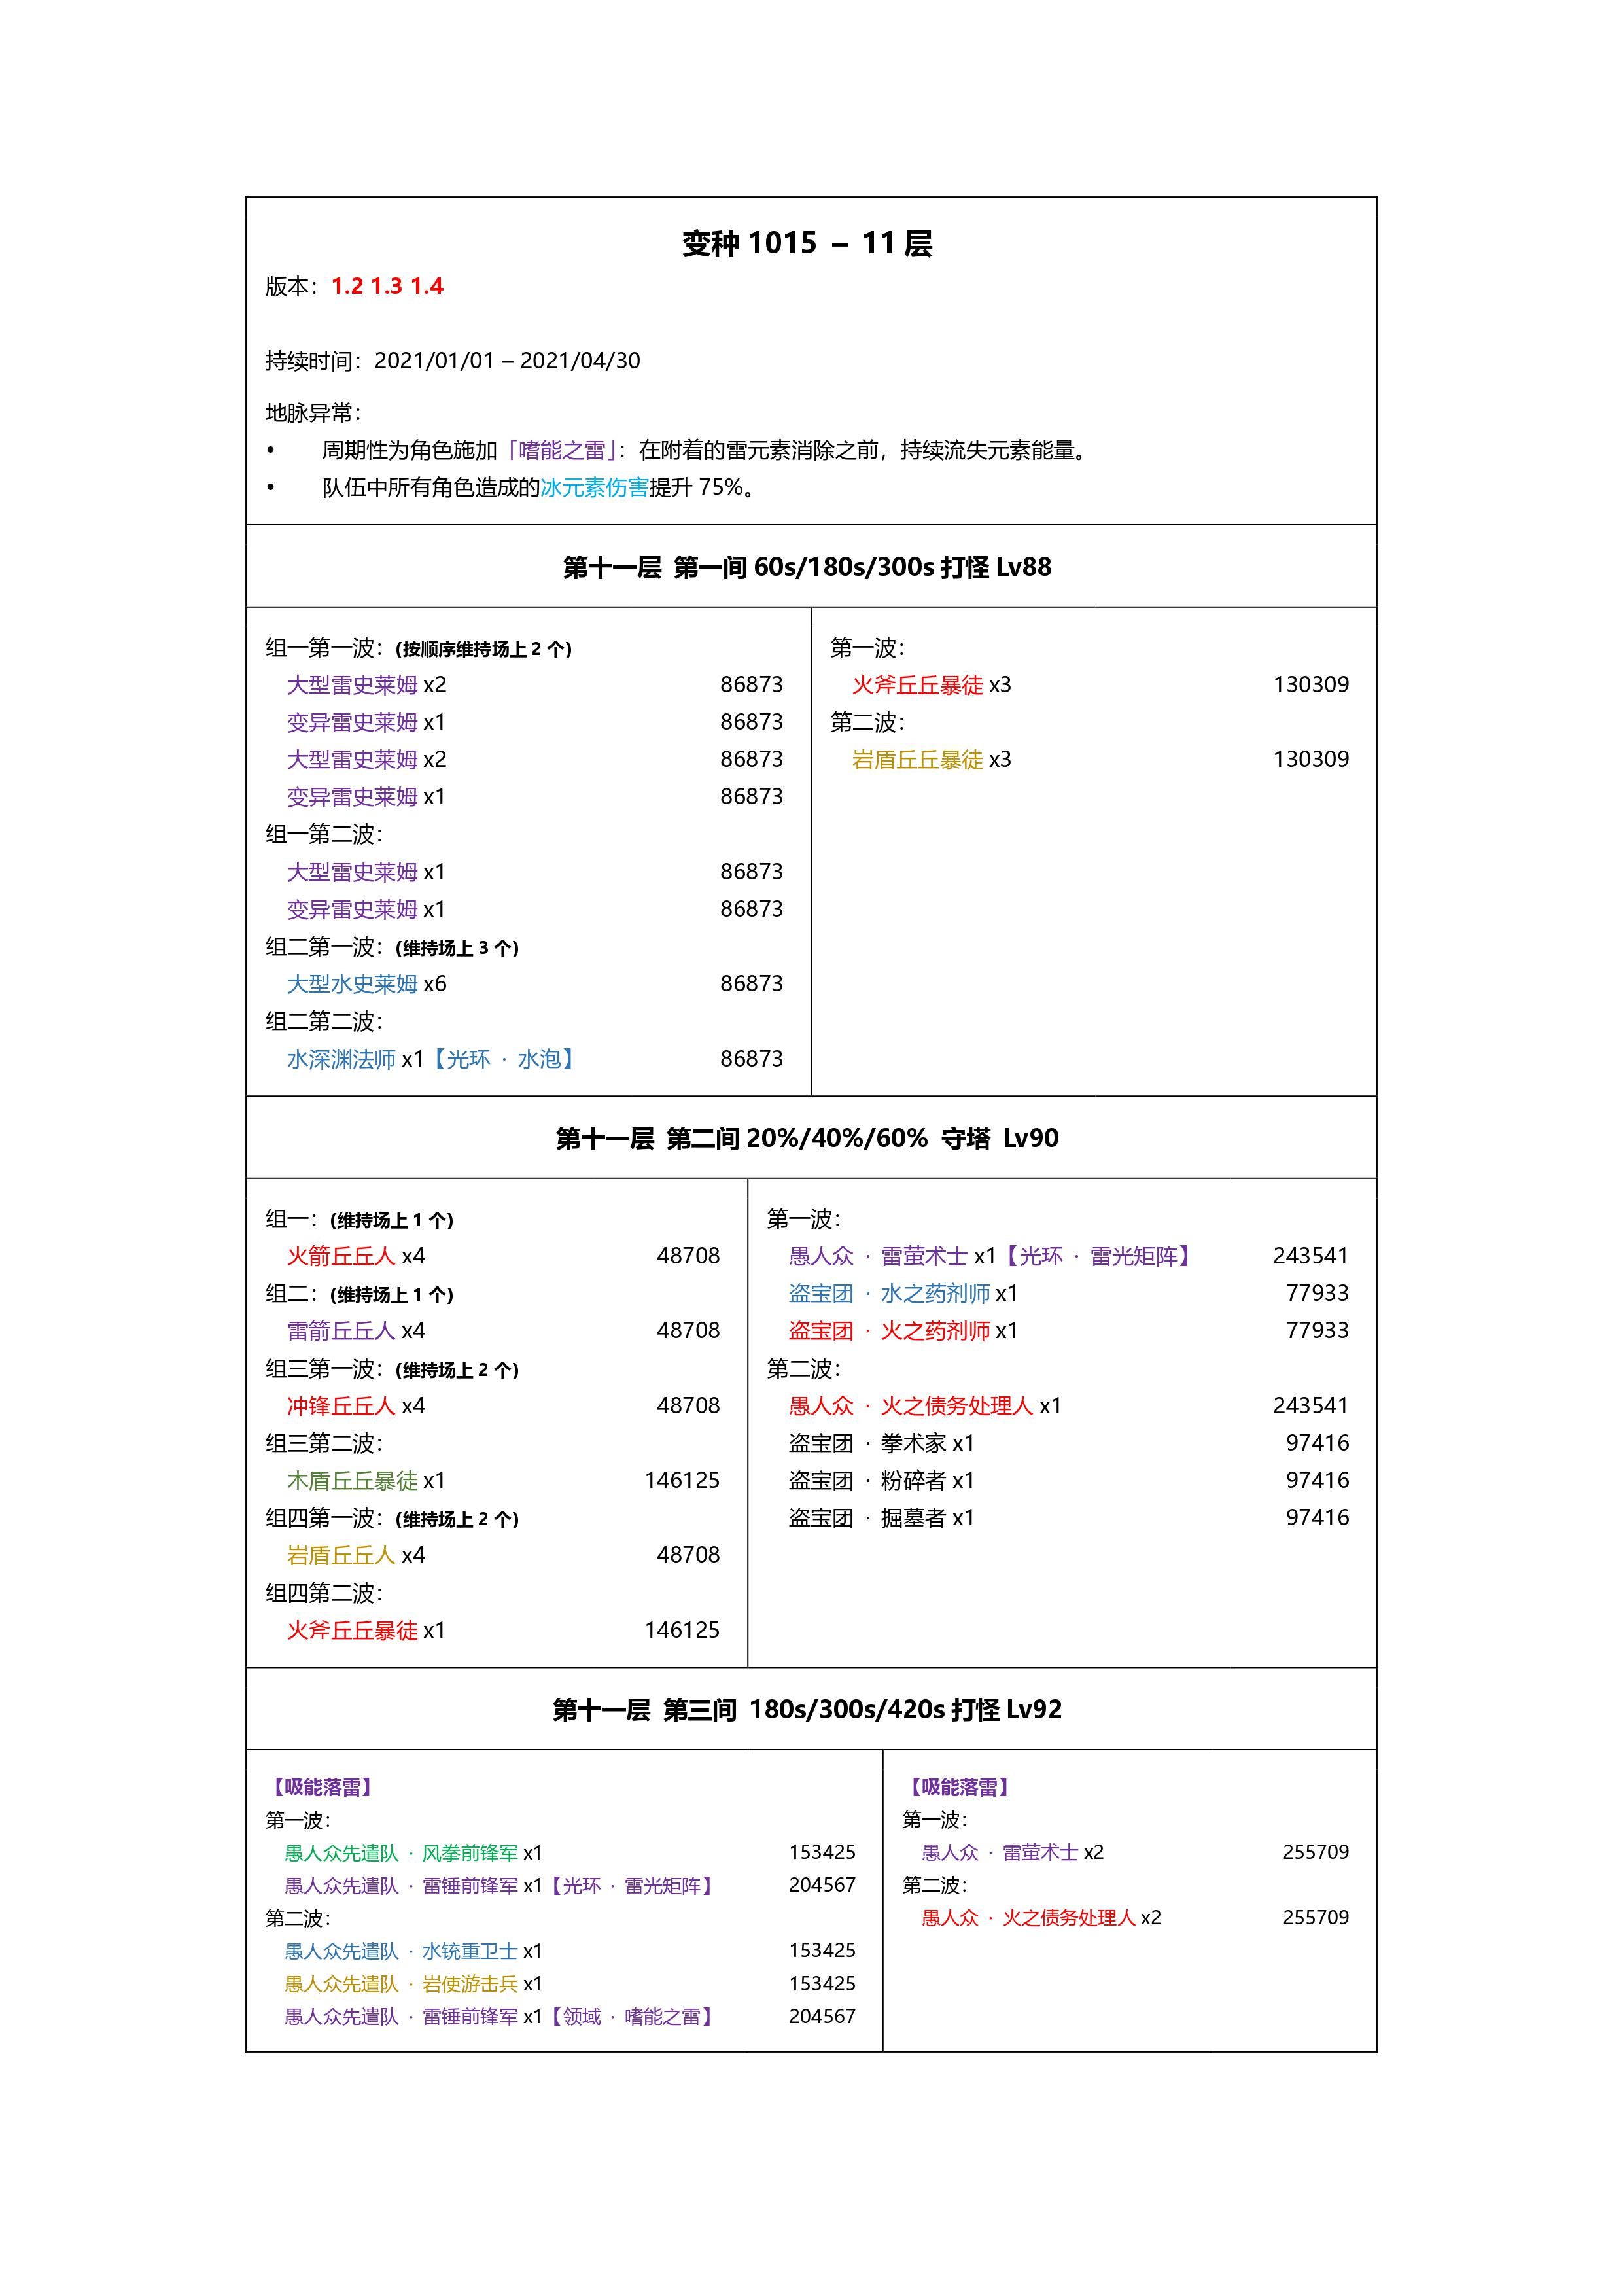 变种 1015 – 11 层
版本：1.2 1.3 1.4
持续时间：2021/01/01 – 2021/04/30
地脉异常：
• 周期性为角色施加「嗜能之雷」：在附着的雷元素消除之前，持续流失元素能量。
• 队伍中所有角色造成的冰元素伤害提升 75%。
第十一层 第一间 60s/180s/300s 打怪 Lv88
组一第一波：(按顺序维持场上 2 个)
大型雷史莱姆 x2 86873
变异雷史莱姆 x1 86873
大型雷史莱姆 x2 86873
变异雷史莱姆 x1 86873
组一第二波：
大型雷史莱姆 x1 86873
变异雷史莱姆 x1 86873
组二第一波：(维持场上 3 个)
大型水史莱姆 x6 86873
组二第二波：
水深渊法师 x1【光环 · 水泡】 86873
第一波：
火斧丘丘暴徒 x3 130309
第二波：
岩盾丘丘暴徒 x3 130309
第十一层 第二间 20%/40%/60% 守塔 Lv90
组一：(维持场上 1 个)
火箭丘丘人 x4 48708
组二：(维持场上 1 个)
雷箭丘丘人 x4 48708
组三第一波：(维持场上 2 个)
冲锋丘丘人 x4 48708
组三第二波：
木盾丘丘暴徒 x1 146125
组四第一波：(维持场上 2 个)
岩盾丘丘人 x4 48708
组四第二波：
火斧丘丘暴徒 x1 146125
第一波：
愚人众 · 雷萤术士 x1【光环 · 雷光矩阵】 243541
盗宝团 · 水之药剂师 x1 77933
盗宝团 · 火之药剂师 x1 77933
第二波：
愚人众 · 火之债务处理人 x1 243541
盗宝团 · 拳术家 x1 97416
盗宝团 · 粉碎者 x1 97416
盗宝团 · 掘墓者 x1 97416
第十一层 第三间 180s/300s/420s 打怪 Lv92
【吸能落雷】
第一波：
愚人众先遣队 · 风拳前锋军 x1 153425
愚人众先遣队 · 雷锤前锋军 x1【光环 · 雷光矩阵】 204567
第二波：
愚人众先遣队 · 水铳重卫士 x1 153425
愚人众先遣队 · 岩使游击兵 x1 153425
愚人众先遣队 · 雷锤前锋军 x1【领域 · 嗜能之雷】 204567
【吸能落雷】
第一波：
愚人众 · 雷萤术士 x2 255709
第二波：
愚人众 · 火之债务处理人 x2 255709